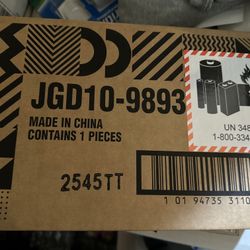 JGD10-9893
MADE IN CHINA
CONTAINS 1 PIECES
UN 348
1-800-334
2545TT
1 01 94735 3110